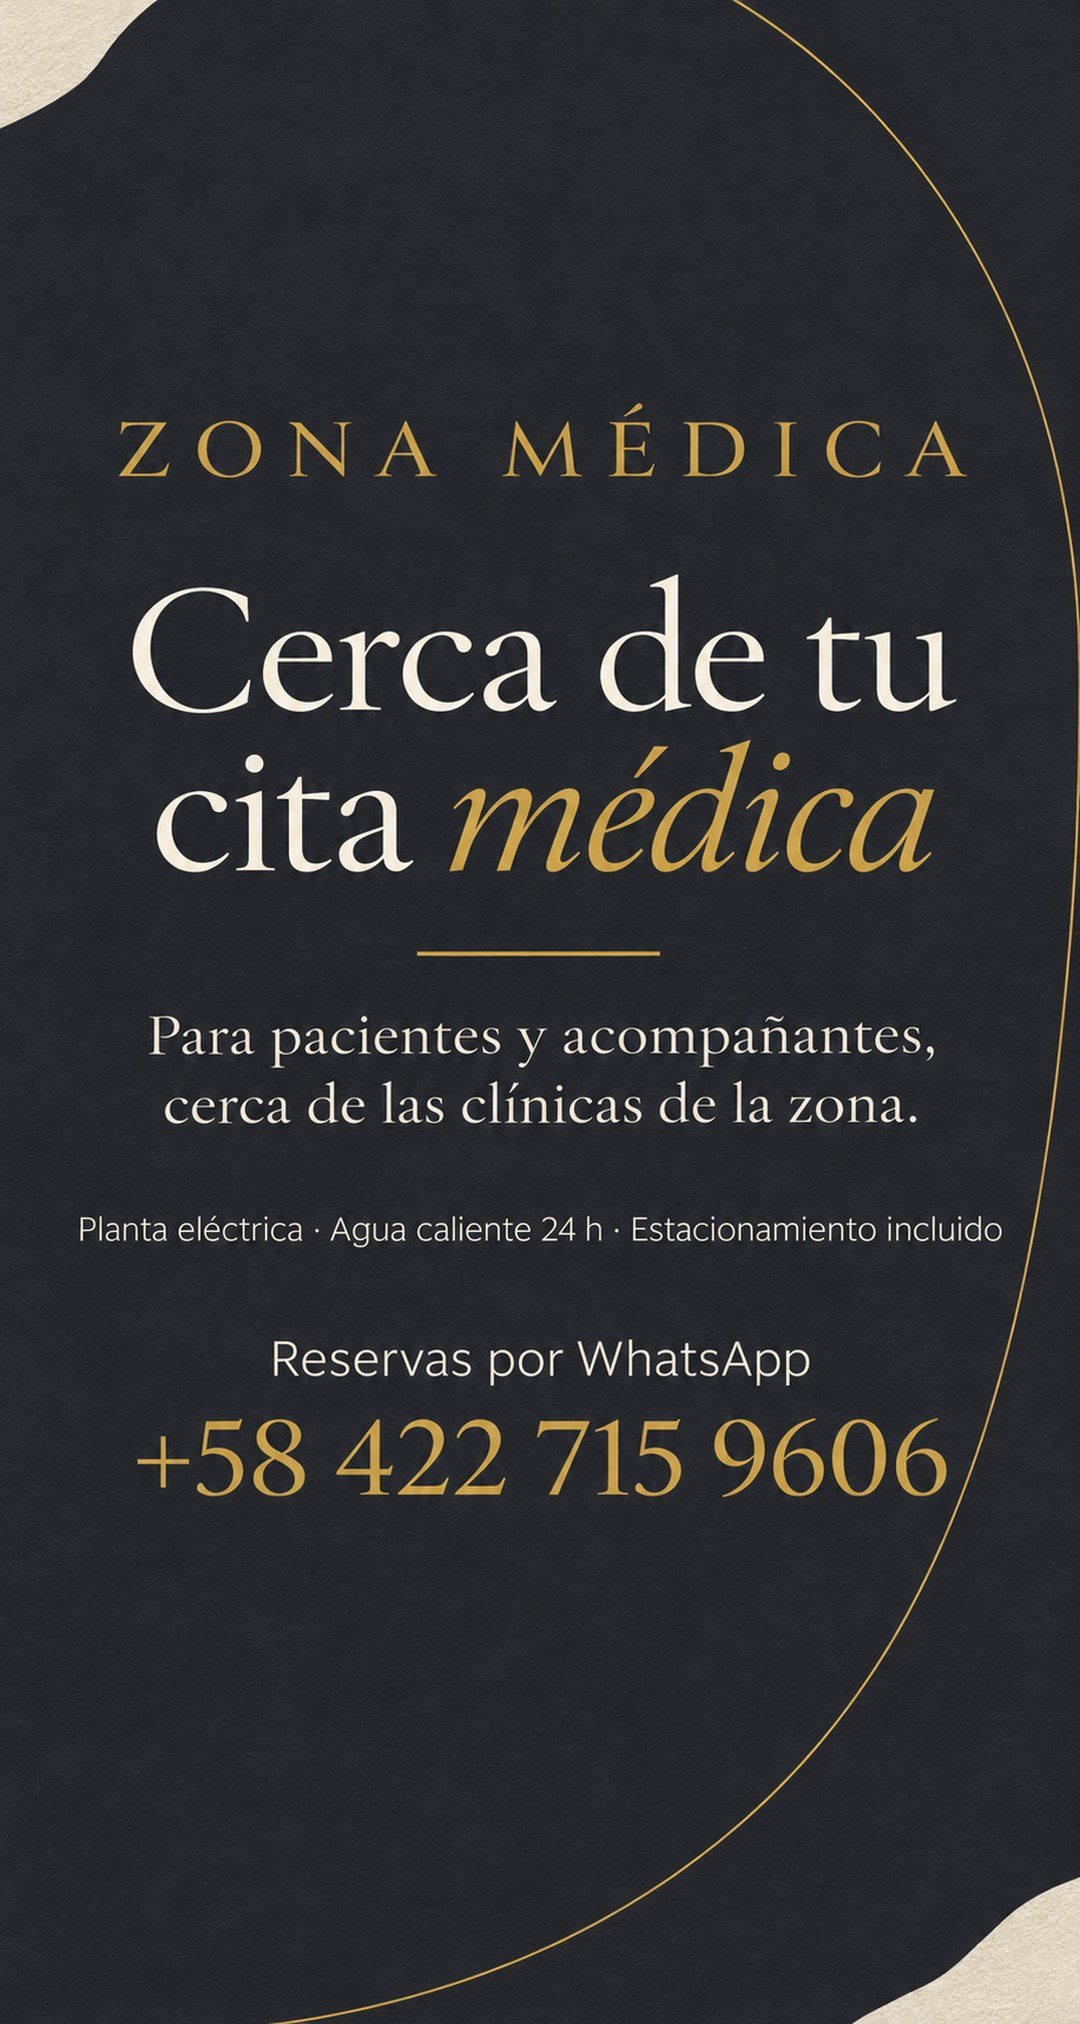 ZONA MÉDICA
Cerca de tu
cita médica
Para pacientes y acompañantes,
cerca de las clínicas de la zona.
Planta eléctrica · Agua caliente 24 h · Estacionamiento incluido
Reservas por WhatsApp
+58 422 715 9606